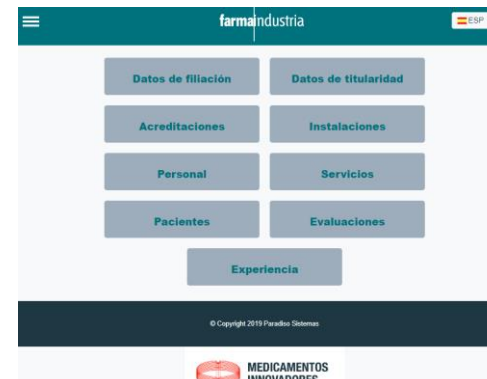 farmaindustria
ESP
Datos de filiación
Datos de titularidad
Acreditaciones
Instalaciones
Personal
Servicios
Pacientes
Evaluaciones
Experiencia
© Copyright 2019 Paradiso Sistemas
MEDICAMENTOS
INNOVADORES